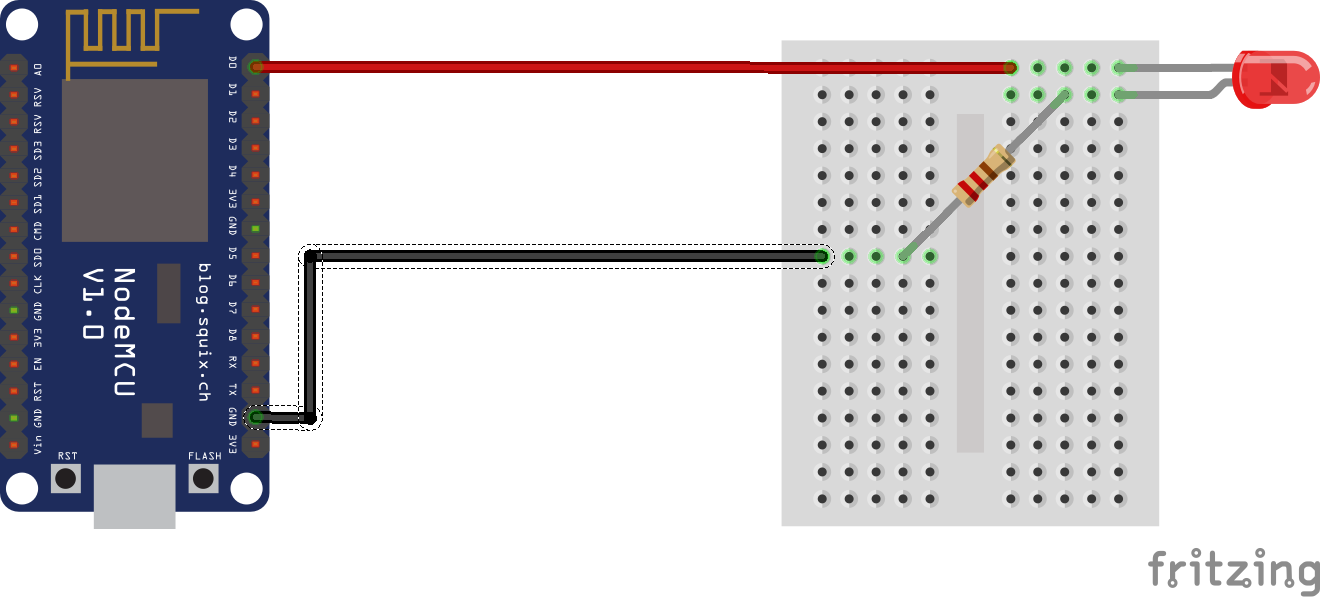 A0
RSV
RSV
SD3
SD2
SD1
CMD
SD0
CLK
GND
3V3
EN
RST
GND
Vin
D0
D1
D2
D3
D4
3V3
GND
D5
D6
D7
D8
RX
TX
GND
3V3
blog.squix.ch
NodeMCU
V1.0
RST
FLASH
fritzing